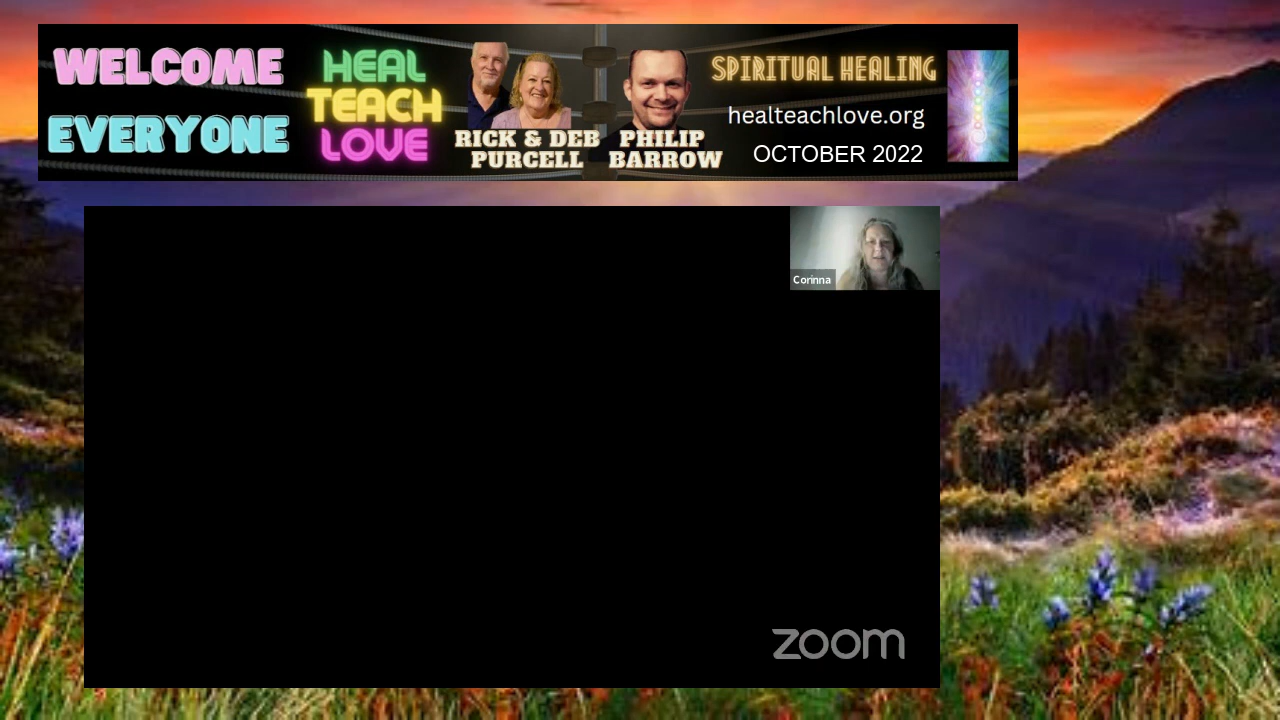 WELCOME
EVERYONE
HEAL
TEACH
LOVE
RICK & DEB
PURCELL
PHILIP
BARROW
SPIRITUAL HEALING
healteachlove.org
OCTOBER 2022
Corinna
zoom